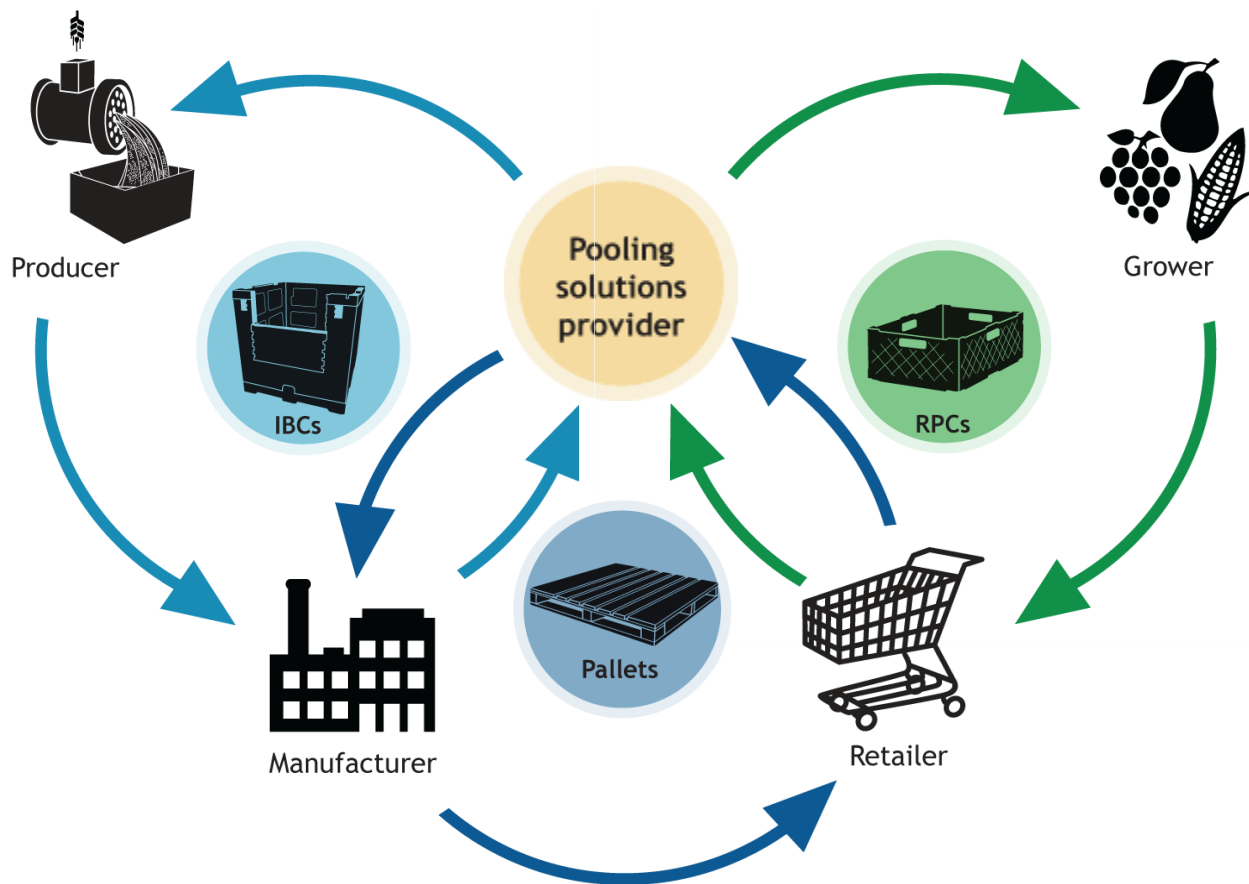 Pooling
solutions
provider
Producer
Grower
IBCs
RPCs
Pallets
Manufacturer
Retailer